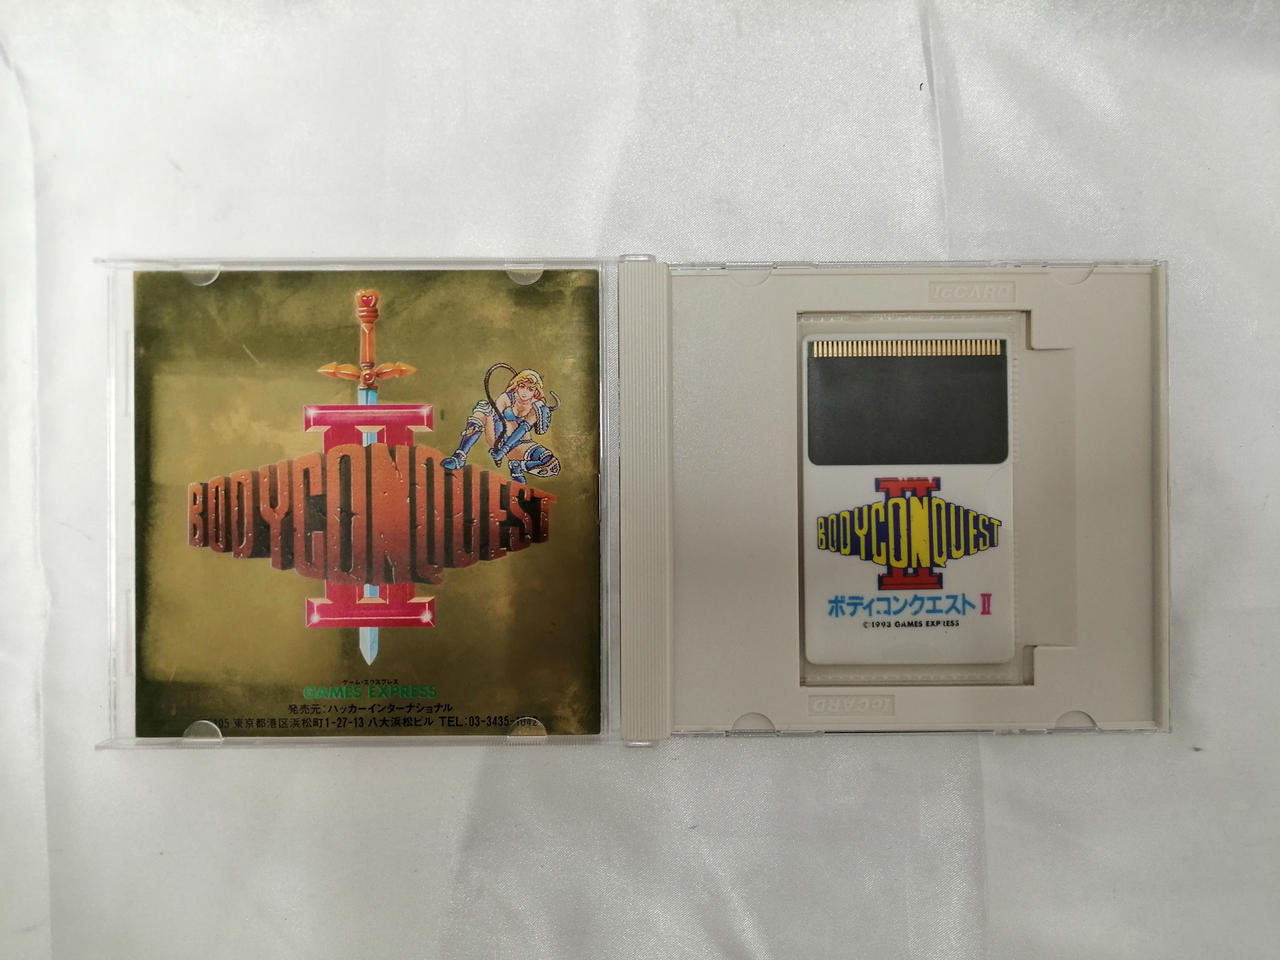 II
BODYCONQUEST
ゲーム・エクスプレス
GAMES EXPRESS
発売元:ハッカーインターナショナル
105 東京都港区浜松町1-27-13 八大浜松ビル TEL:03-3435-1042
IcCARD
II
BODYCONQUEST
ボディコンクエストII
©1993 GAMES EXPRESS
IcCARD